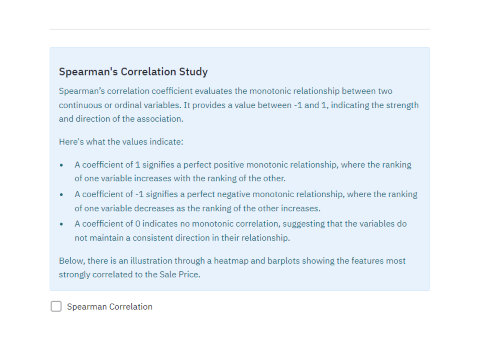 Spearman's Correlation Study
Spearman's correlation coefficient evaluates the monotonic relationship between two
continuous or ordinal variables. It provides a value between -1 and 1, indicating the strength
and direction of the association.
Here's what the values indicate:
• A coefficient of 1 signifies a perfect positive monotonic relationship, where the ranking
of one variable increases with the ranking of the other.
• A coefficient of -1 signifies a perfect negative monotonic relationship, where the ranking
of one variable decreases as the ranking of the other increases.
• A coefficient of 0 indicates no monotonic correlation, suggesting that the variables do
not maintain a consistent direction in their relationship.
Below, there is an illustration through a heatmap and barplots showing the features most
strongly correlated to the Sale Price.
Spearman Correlation